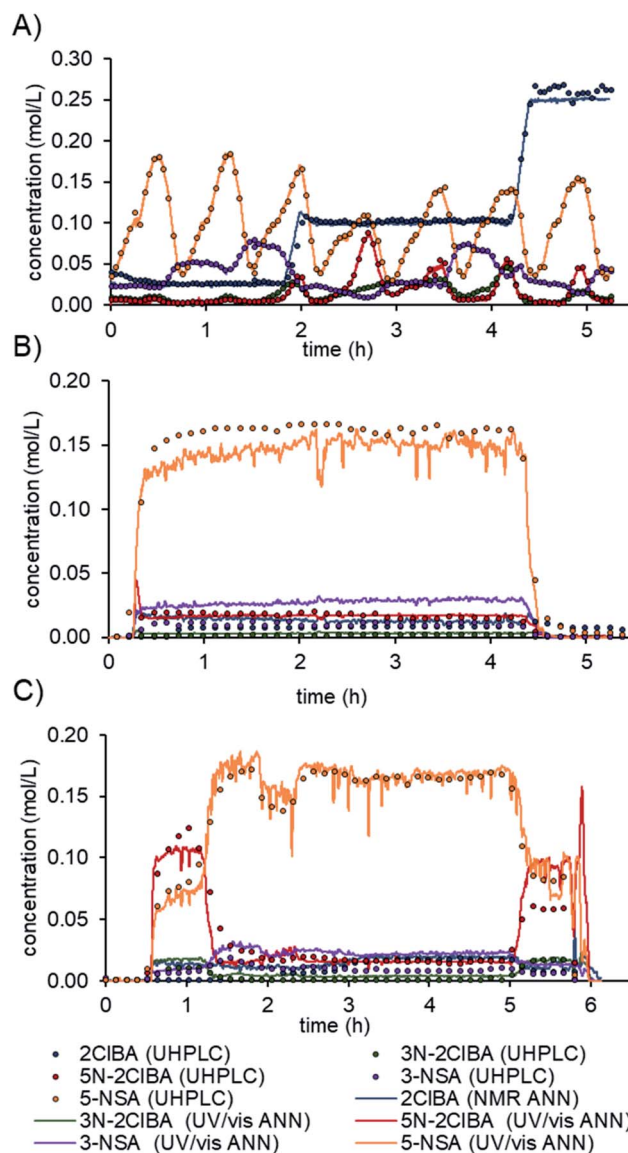 A)
0.30
0.25
0.20
0.15
0.10
0.05
0.00
concentration (mol/L)
0 1 2 3 4 5
time (h)
B)
0.20
0.15
0.10
0.05
0.00
concentration (mol/L)
0 1 2 3 4 5
time (h)
C)
0.20
0.15
0.10
0.05
0.00
concentration (mol/L)
0 1 2 3 4 5 6
time (h)
2ClBA (UHPLC) 3N-2ClBA (UHPLC)
5N-2ClBA (UHPLC) 3-NSA (UHPLC)
5-NSA (UHPLC) 2ClBA (NMR ANN)
3N-2ClBA (UV/vis ANN) 5N-2ClBA (UV/vis ANN)
3-NSA (UV/vis ANN) 5-NSA (UV/vis ANN)